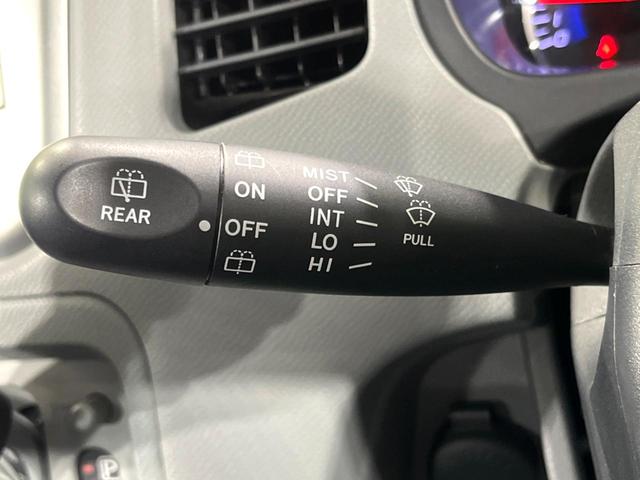 REAR
ON
OFF
MIST
OFF
INT
LO
HI
PULL
P